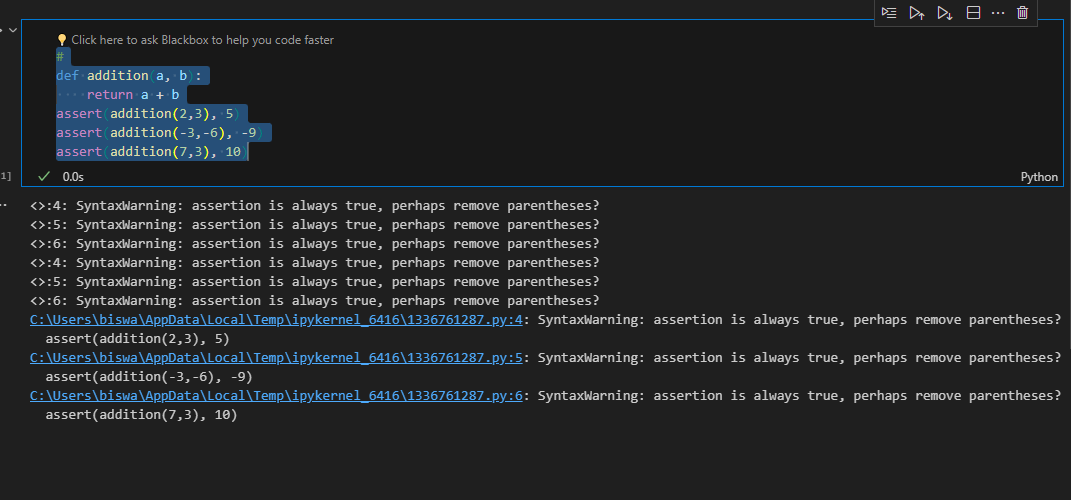 Click here to ask Blackbox to help you code faster
#
def addition(a, b):
    return a + b
assert(addition(2,3), 5)
assert(addition(-3,-6), -9)
assert(addition(7,3), 10)
1]
0.0s
Python
<>:4: SyntaxWarning: assertion is always true, perhaps remove parentheses?
<>:5: SyntaxWarning: assertion is always true, perhaps remove parentheses?
<>:6: SyntaxWarning: assertion is always true, perhaps remove parentheses?
<>:4: SyntaxWarning: assertion is always true, perhaps remove parentheses?
<>:5: SyntaxWarning: assertion is always true, perhaps remove parentheses?
<>:6: SyntaxWarning: assertion is always true, perhaps remove parentheses?
C:\Users\biswa\AppData\Local\Temp\ipykernel_6416\1336761287.py:4: SyntaxWarning: assertion is always true, perhaps remove parentheses?
  assert(addition(2,3), 5)
C:\Users\biswa\AppData\Local\Temp\ipykernel_6416\1336761287.py:5: SyntaxWarning: assertion is always true, perhaps remove parentheses?
  assert(addition(-3,-6), -9)
C:\Users\biswa\AppData\Local\Temp\ipykernel_6416\1336761287.py:6: SyntaxWarning: assertion is always true, perhaps remove parentheses?
  assert(addition(7,3), 10)